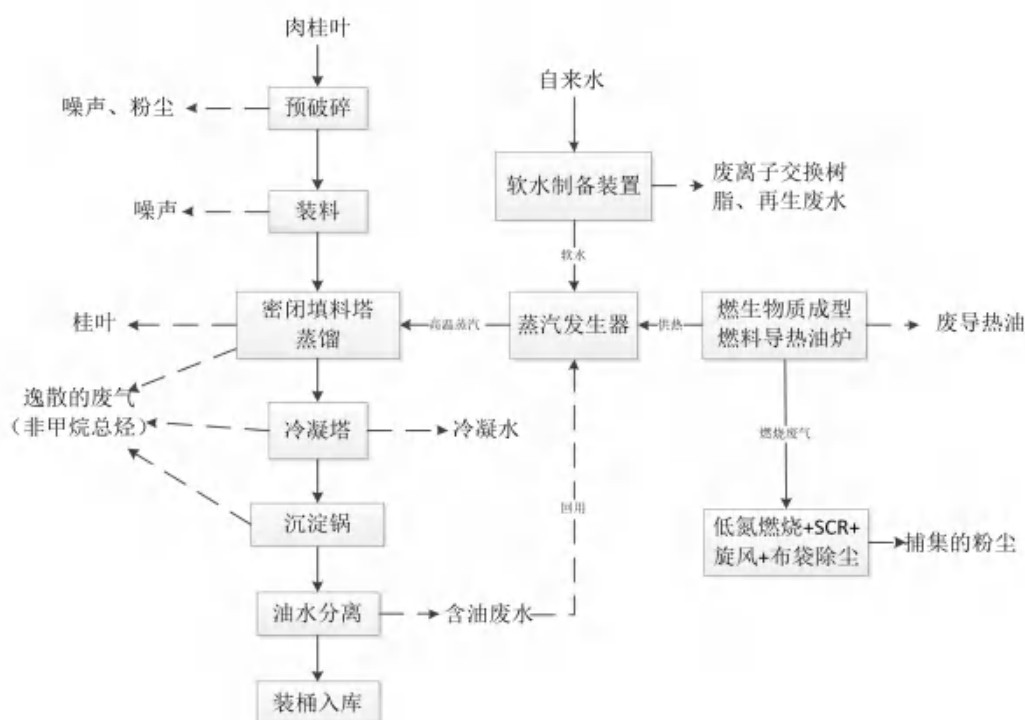 肉桂叶
自来水
噪声、粉尘
预破碎
软水制备装置
废离子交换树
脂、再生废水
噪声
装料
软水
桂叶
密闭填料塔
蒸馏
高温蒸汽
蒸汽发生器
供热
燃生物质成型
燃料导热油炉
废导热油
逸散的废气
（非甲烷总烃）
冷凝塔
冷凝水
燃烧废气
沉淀锅
回用
低氮燃烧+SCR+
旋风+布袋除尘
捕集的粉尘
油水分离
含油废水
装桶入库